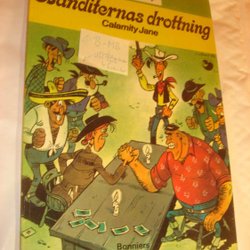 Banditernas drottning
Calamity Jane
Bonniers